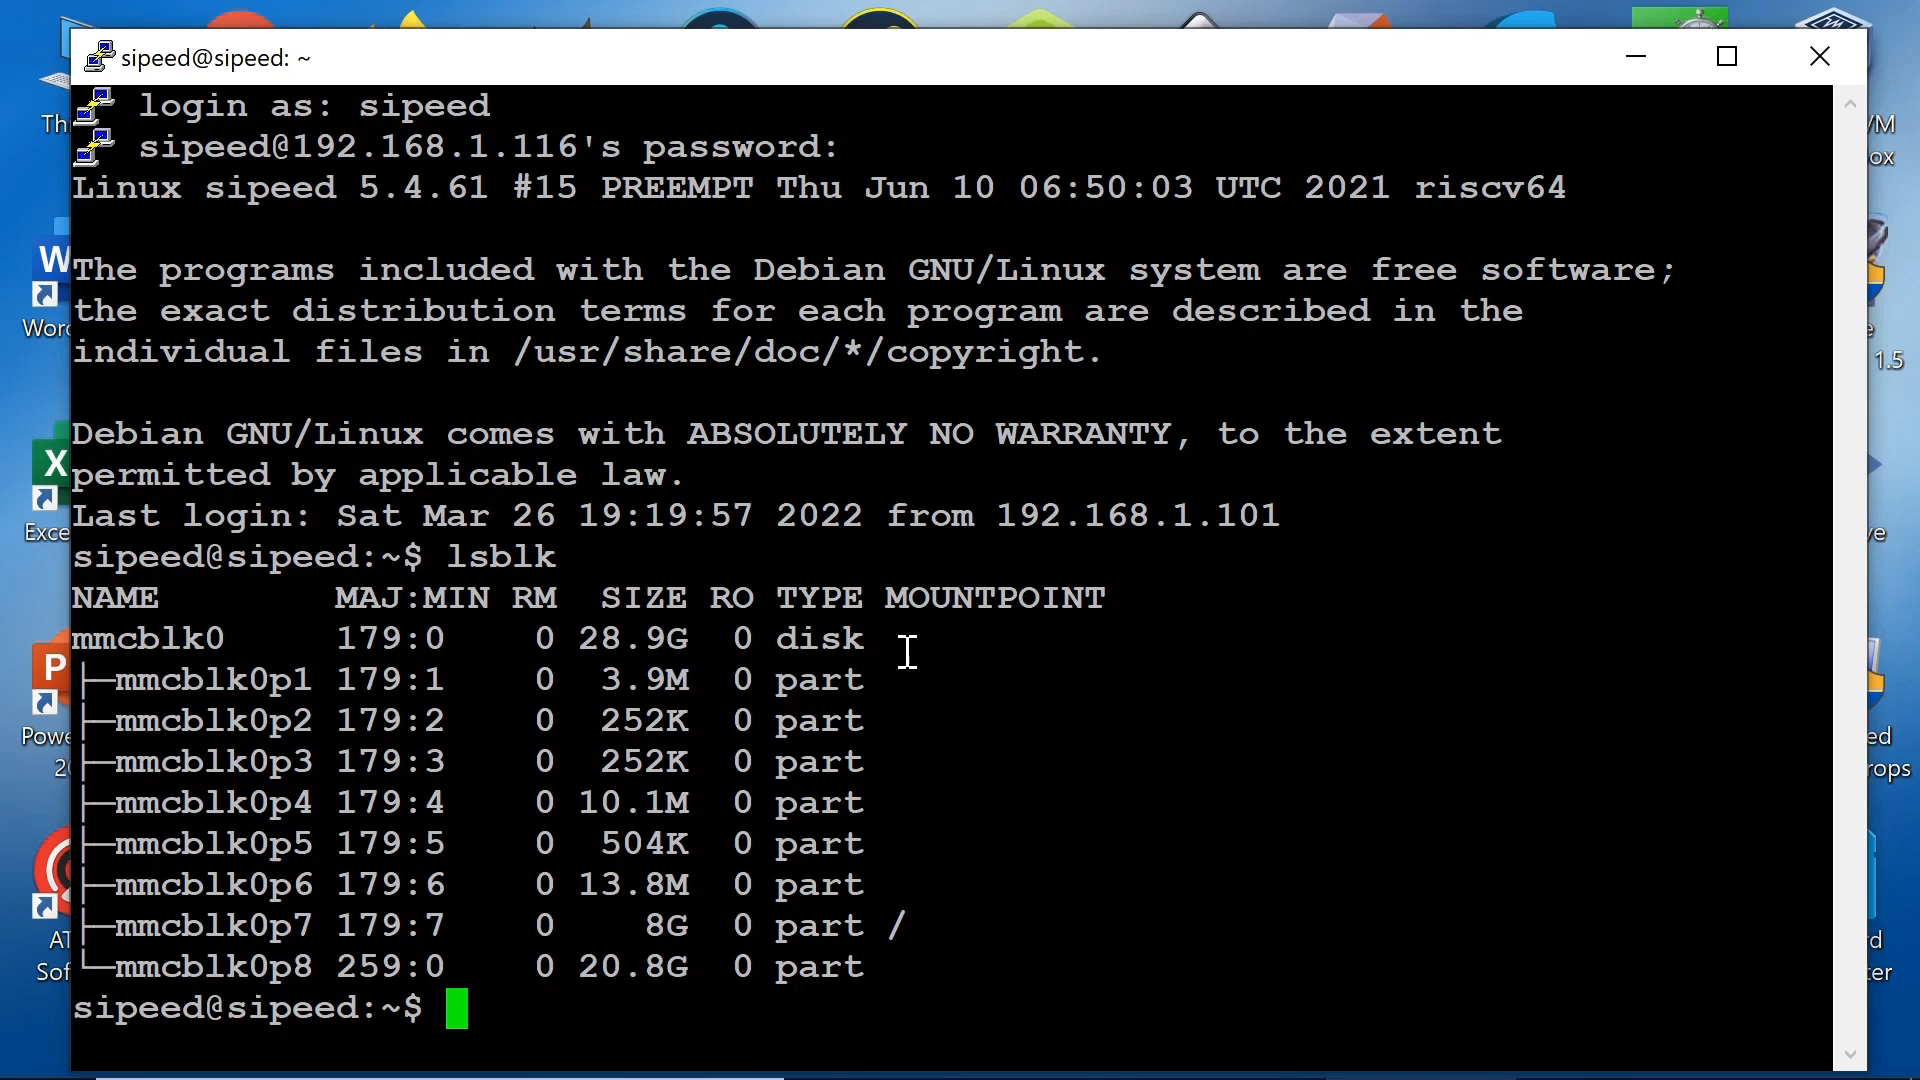 sipeed@sipeed: ~
login as: sipeed
sipeed@192.168.1.116's password:
Linux sipeed 5.4.61 #15 PREEMPT Thu Jun 10 06:50:03 UTC 2021 riscv64
The programs included with the Debian GNU/Linux system are free software;
the exact distribution terms for each program are described in the
individual files in /usr/share/doc/*/copyright.
Debian GNU/Linux comes with ABSOLUTELY NO WARRANTY, to the extent
permitted by applicable law.
Last login: Sat Mar 26 19:19:57 2022 from 192.168.1.101
sipeed@sipeed:~$ lsblk
NAME        MAJ:MIN RM  SIZE RO TYPE MOUNTPOINT
mmcblk0     179:0    0 28.9G  0 disk
├─mmcblk0p1 179:1    0  3.9M  0 part
├─mmcblk0p2 179:2    0  252K  0 part
├─mmcblk0p3 179:3    0  252K  0 part
├─mmcblk0p4 179:4    0 10.1M  0 part
├─mmcblk0p5 179:5    0  504K  0 part
├─mmcblk0p6 179:6    0 13.8M  0 part
├─mmcblk0p7 179:7    0    8G  0 part /
└─mmcblk0p8 259:0    0 20.8G  0 part
sipeed@sipeed:~$